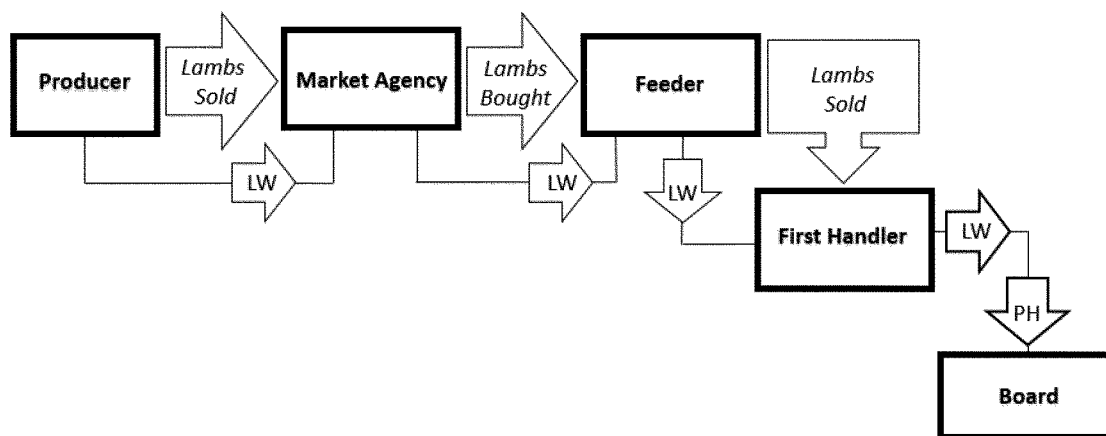 Producer
Lambs
Sold
Market Agency
Lambs
Bought
Feeder
Lambs
Sold
LW
LW
LW
First Handler
LW
PH
Board